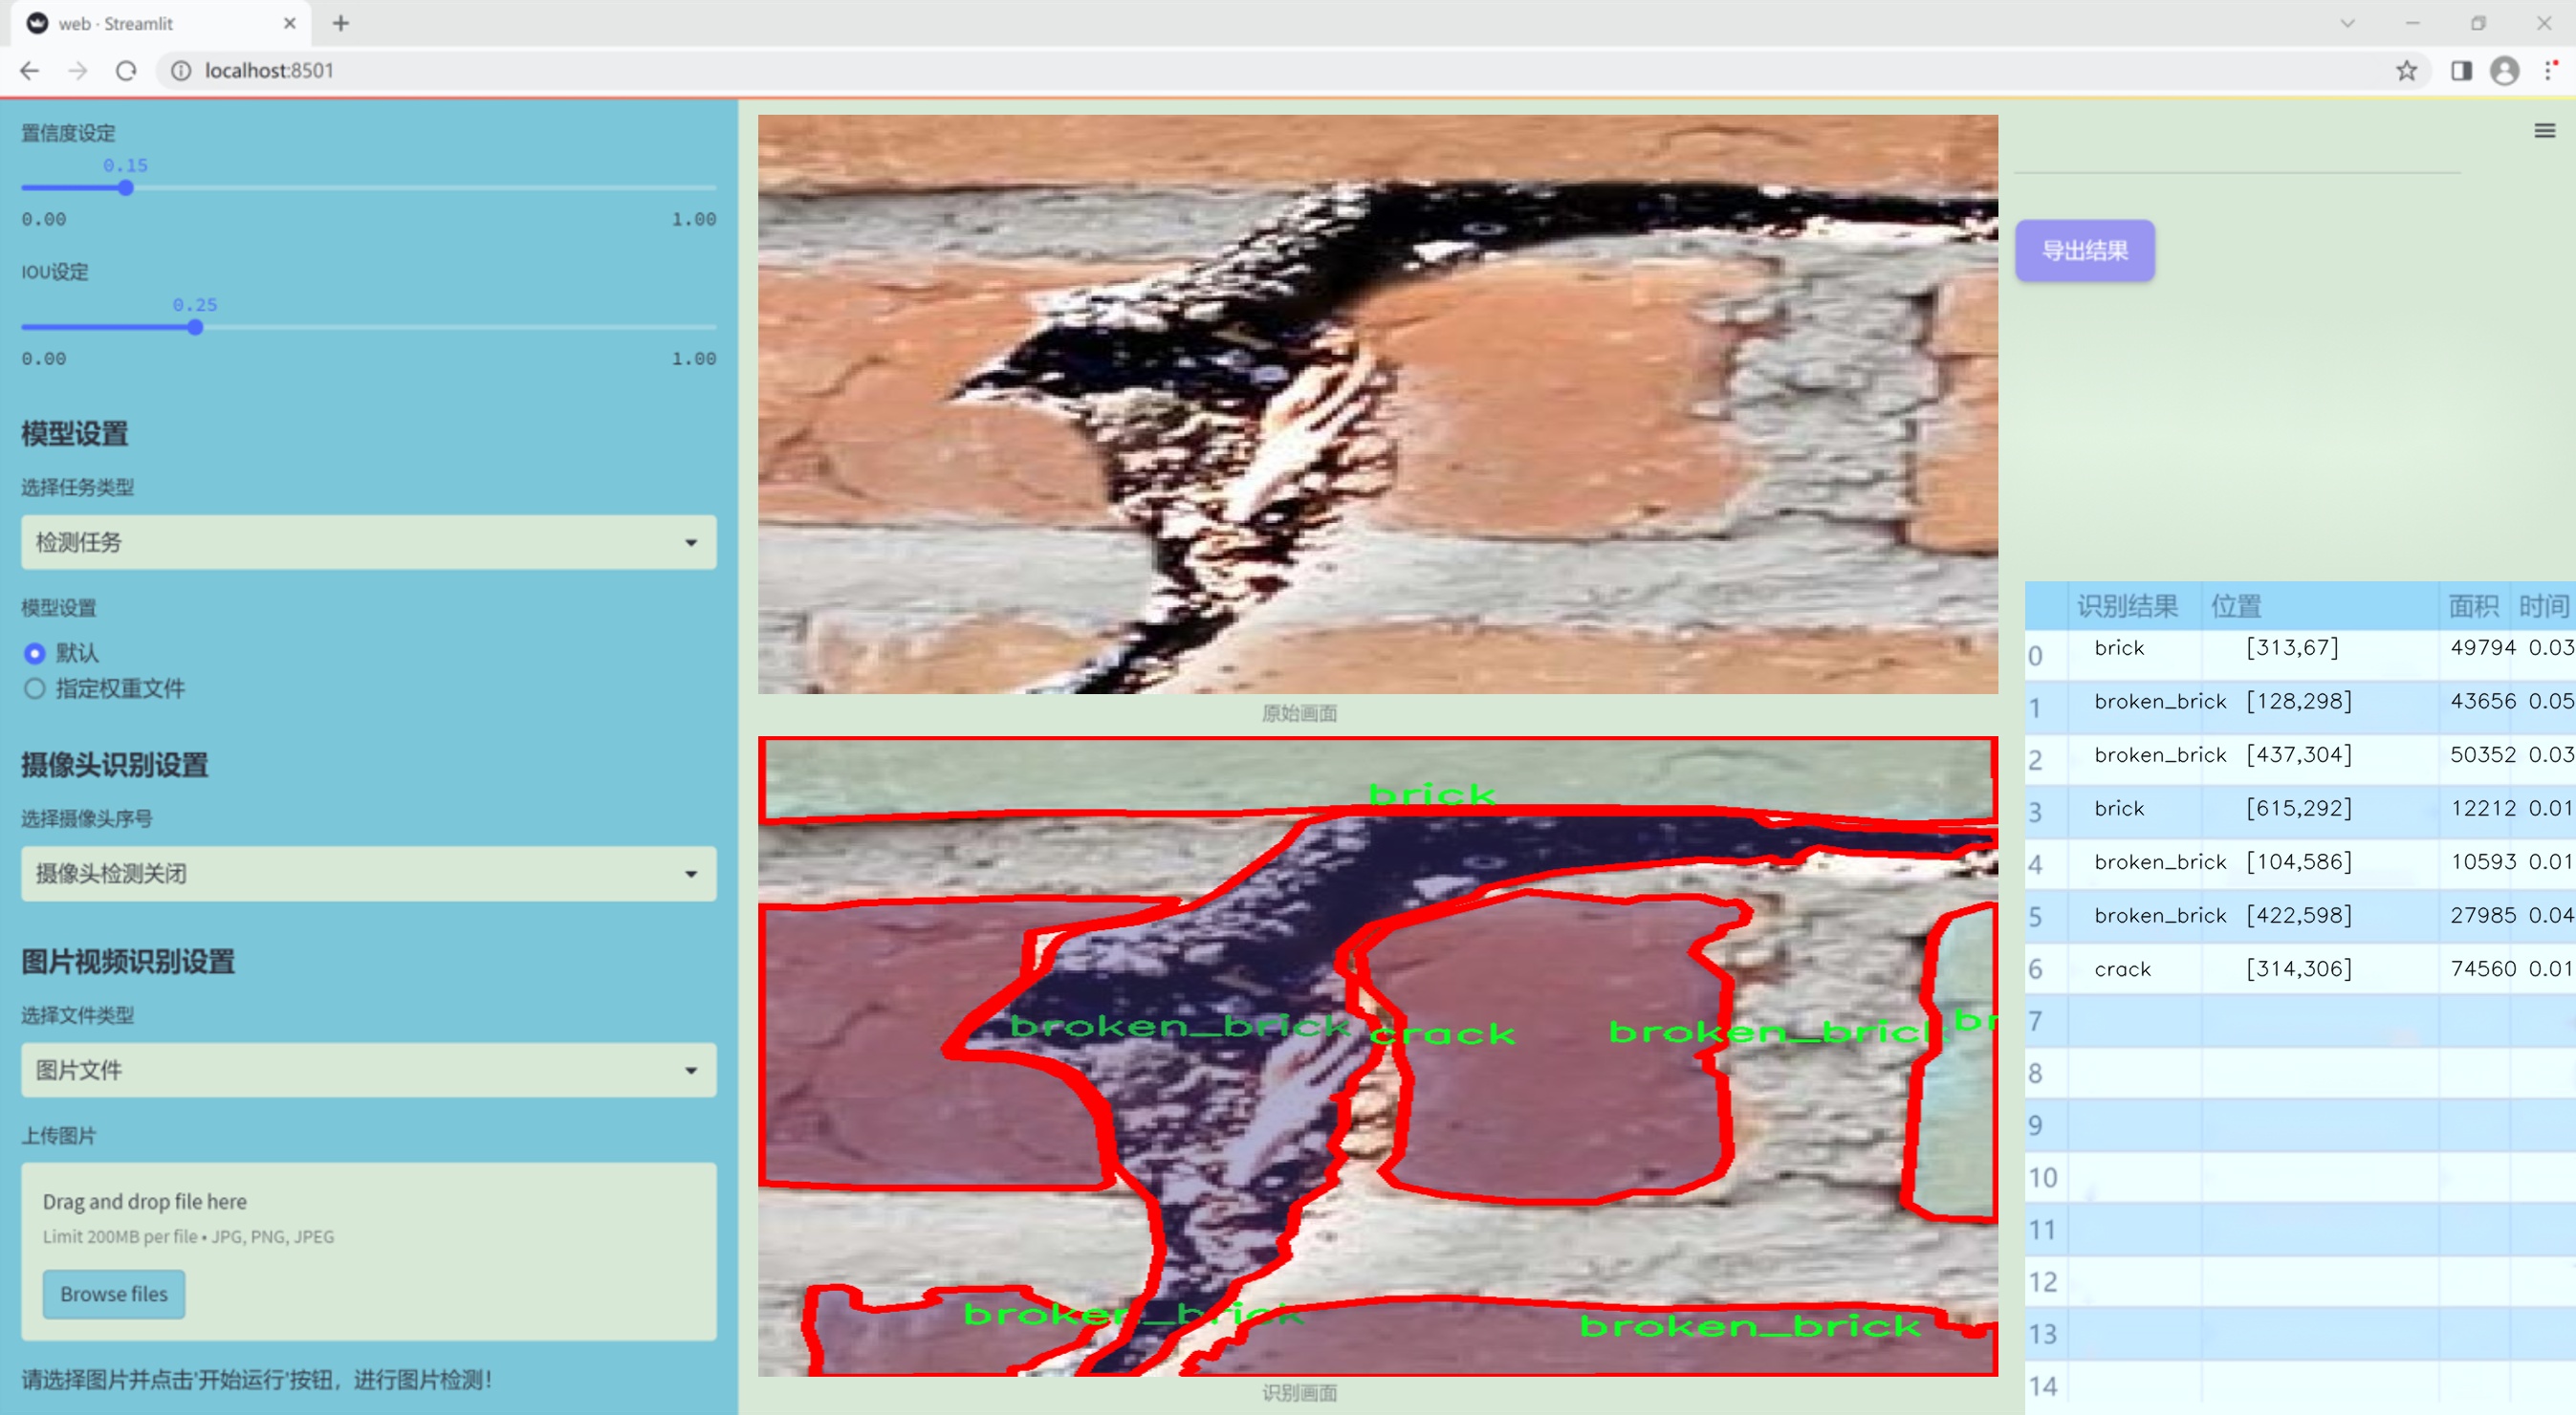 web · Streamlit
localhost:8501
置信度设定
0.15
0.00 1.00
IOU设定
0.25
0.00 1.00
模型设置
选择任务类型
检测任务
模型设置
默认
指定权重文件
摄像头识别设置
选择摄像头序号
摄像头检测关闭
图片视频识别设置
选择文件类型
图片文件
上传图片
Drag and drop file here
Limit 200MB per file • JPG, PNG, JPEG
Browse files
请选择图片并点击'开始运行'按钮，进行图片检测！
原始画面
brick
broken_brick
crack
broken_brick
br
broken_brick
broken_brick
识别画面
导出结果
识别结果 位置 面积 时间
0 brick [313,67] 49794 0.03
1 broken_brick [128,298] 43656 0.05
2 broken_brick [437,304] 50352 0.03
3 brick [615,292] 12212 0.01
4 broken_brick [104,586] 10593 0.01
5 broken_brick [422,598] 27985 0.04
6 crack [314,306] 74560 0.01
7
8
9
10
11
12
13
14